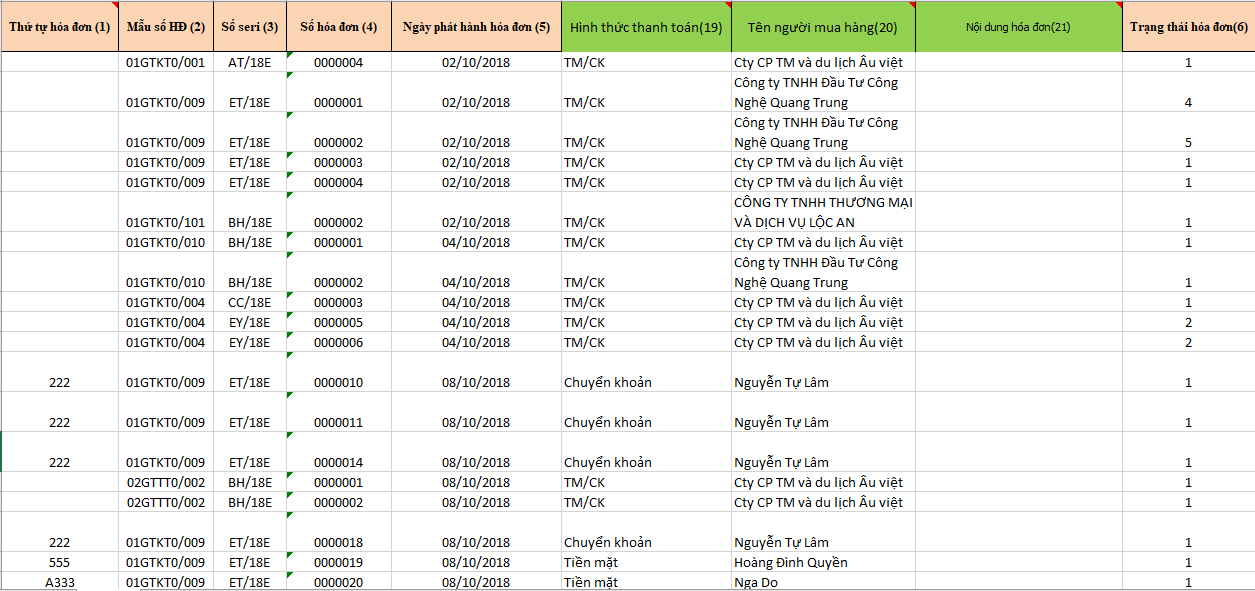 Thứ tự hóa đơn (1) Mẫu số HĐ (2) Số seri (3) Số hóa đơn (4) Ngày phát hành hóa đơn (5) Hình thức thanh toán(19) Tên người mua hàng(20) Nội dung hóa đơn(21) Trạng thái hóa đơn(6)
01GTKT0/001 AT/18E 0000004 02/10/2018 TM/CK Cty CP TM và du lịch Âu việt 1
Công ty TNHH Đầu Tư Công
01GTKT0/009 ET/18E 0000001 02/10/2018 TM/CK Nghệ Quang Trung 4
Công ty TNHH Đầu Tư Công
01GTKT0/009 ET/18E 0000002 02/10/2018 TM/CK Nghệ Quang Trung 5
01GTKT0/009 ET/18E 0000003 02/10/2018 TM/CK Cty CP TM và du lịch Âu việt 1
01GTKT0/009 ET/18E 0000004 02/10/2018 TM/CK Cty CP TM và du lịch Âu việt 1
CÔNG TY TNHH THƯƠNG MẠI
01GTKT0/101 BH/18E 0000002 02/10/2018 TM/CK VÀ DỊCH VỤ LỘC AN 1
01GTKT0/010 BH/18E 0000001 04/10/2018 TM/CK Cty CP TM và du lịch Âu việt 1
Công ty TNHH Đầu Tư Công
01GTKT0/010 BH/18E 0000002 04/10/2018 TM/CK Nghệ Quang Trung 1
01GTKT0/004 CC/18E 0000003 04/10/2018 TM/CK Cty CP TM và du lịch Âu việt 1
01GTKT0/004 EY/18E 0000005 04/10/2018 TM/CK Cty CP TM và du lịch Âu việt 2
01GTKT0/004 EY/18E 0000006 04/10/2018 TM/CK Cty CP TM và du lịch Âu việt 2
222 01GTKT0/009 ET/18E 0000010 08/10/2018 Chuyển khoản Nguyễn Tự Lâm 1
222 01GTKT0/009 ET/18E 0000011 08/10/2018 Chuyển khoản Nguyễn Tự Lâm 1
222 01GTKT0/009 ET/18E 0000014 08/10/2018 Chuyển khoản Nguyễn Tự Lâm 1
02GTTT0/002 BH/18E 0000001 08/10/2018 TM/CK Cty CP TM và du lịch Âu việt 1
02GTTT0/002 BH/18E 0000002 08/10/2018 TM/CK Cty CP TM và du lịch Âu việt 1
222 01GTKT0/009 ET/18E 0000018 08/10/2018 Chuyển khoản Nguyễn Tự Lâm 1
555 01GTKT0/009 ET/18E 0000019 08/10/2018 Tiền mặt Hoàng Đình Quyền 1
A333 01GTKT0/009 ET/18E 0000020 08/10/2018 Tiền mặt Nga Do 1